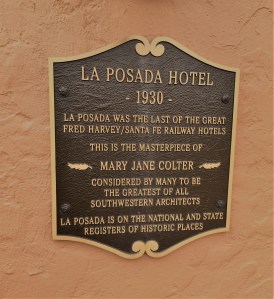 LA POSADA HOTEL
- 1930 -
LA POSADA WAS THE LAST OF THE GREAT
FRED HARVEY/SANTA FE RAILWAY HOTELS
THIS IS THE MASTERPIECE OF
MARY JANE COLTER
CONSIDERED BY MANY TO BE
THE GREATEST OF ALL
SOUTHWESTERN ARCHITECTS
LA POSADA IS ON THE NATIONAL AND STATE
REGISTERS OF HISTORIC PLACES